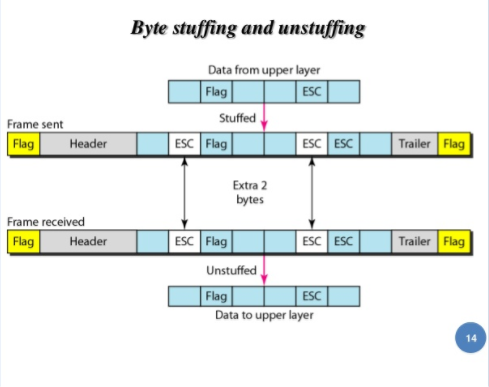 Byte stuffing and unstuffing
Data from upper layer
Flag ESC
Stuffed
Frame sent
Flag Header ESC Flag ESC ESC Trailer Flag
Extra 2
bytes
Frame received
Flag Header ESC Flag ESC ESC Trailer Flag
Unstuffed
Flag ESC
Data to upper layer
14